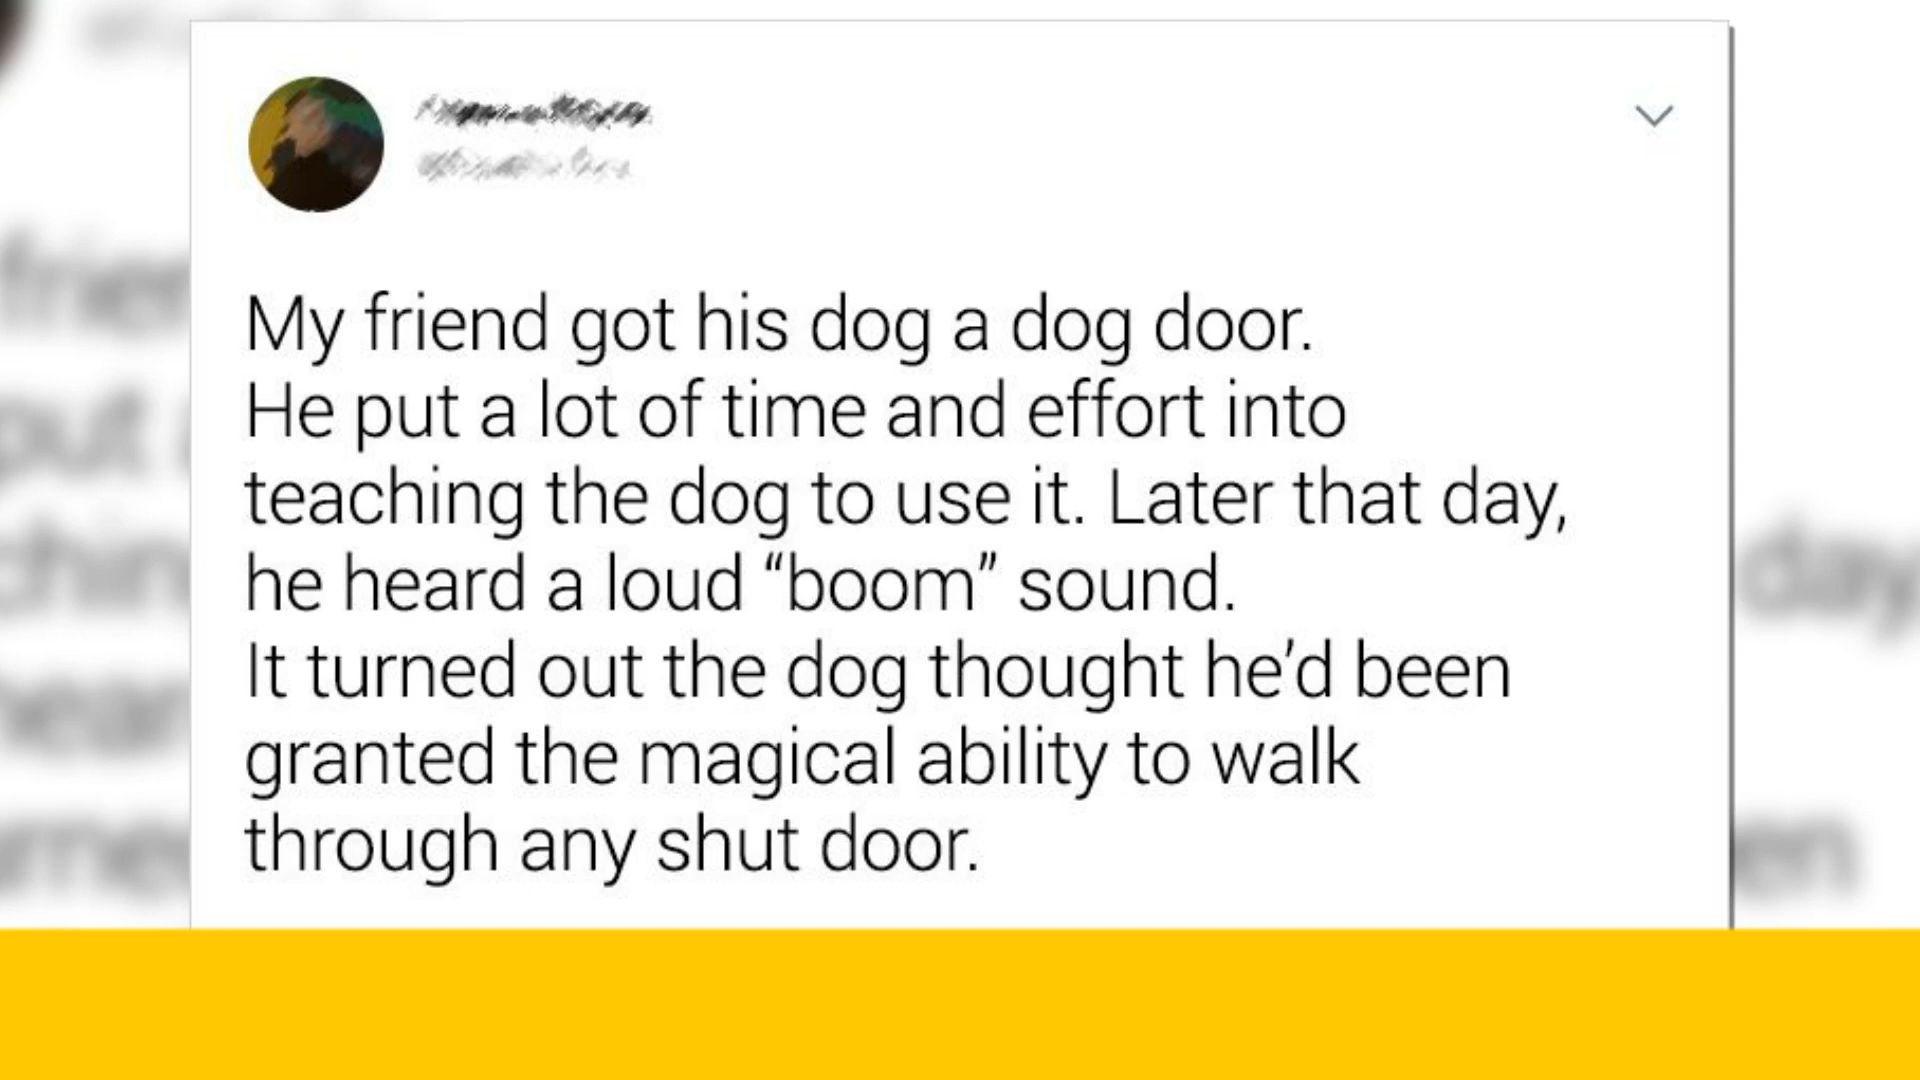 My friend got his dog a dog door.
He put a lot of time and effort into
teaching the dog to use it. Later that day,
he heard a loud “boom” sound.
It turned out the dog thought he’d been
granted the magical ability to walk
through any shut door.